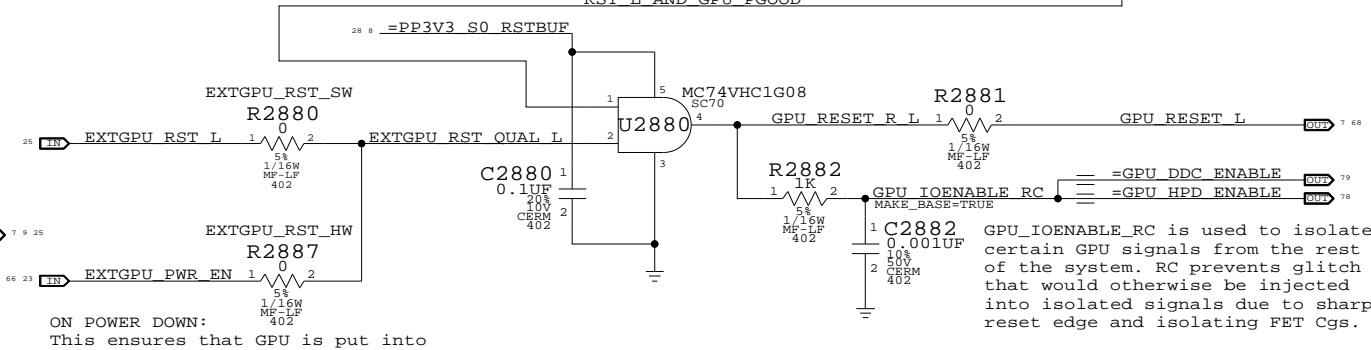 RST_L_AND_GPU_PGOOD
28 8 =PP3V3_S0_RSTBUF
EXTGPU_RST_SW
R2880
0
25 IN EXTGPU_RST_L 1 2 EXTGPU_RST_QUAL_L
5%
1/16W
MF-LF
402
1
2
5
U2880
4
3
MC74VHC1G08
SC70
C2880
0.1UF
20%
10V
CERM
402
1
2
GPU_RESET_R_L
R2881
0
1 2
5%
1/16W
MF-LF
402
GPU_RESET_L OUT 7 68
R2882
1K
1 2
5%
1/16W
MF-LF
402
GPU_IOENABLE_RC
MAKE_BASE=TRUE
=GPU_DDC_ENABLE OUT 79
=GPU_HPD_ENABLE OUT 78
1 C2882
0.001UF
10%
50V
2 CERM
402
GPU_IOENABLE_RC is used to isolate
certain GPU signals from the rest
of the system. RC prevents glitch
that would otherwise be injected
into isolated signals due to sharp
reset edge and isolating FET Cgs.
7 9 25
EXTGPU_RST_HW
R2887
0
66 23 IN EXTGPU_PWR_EN 1 2
5%
1/16W
MF-LF
402
ON POWER DOWN:
This ensures that GPU is put into